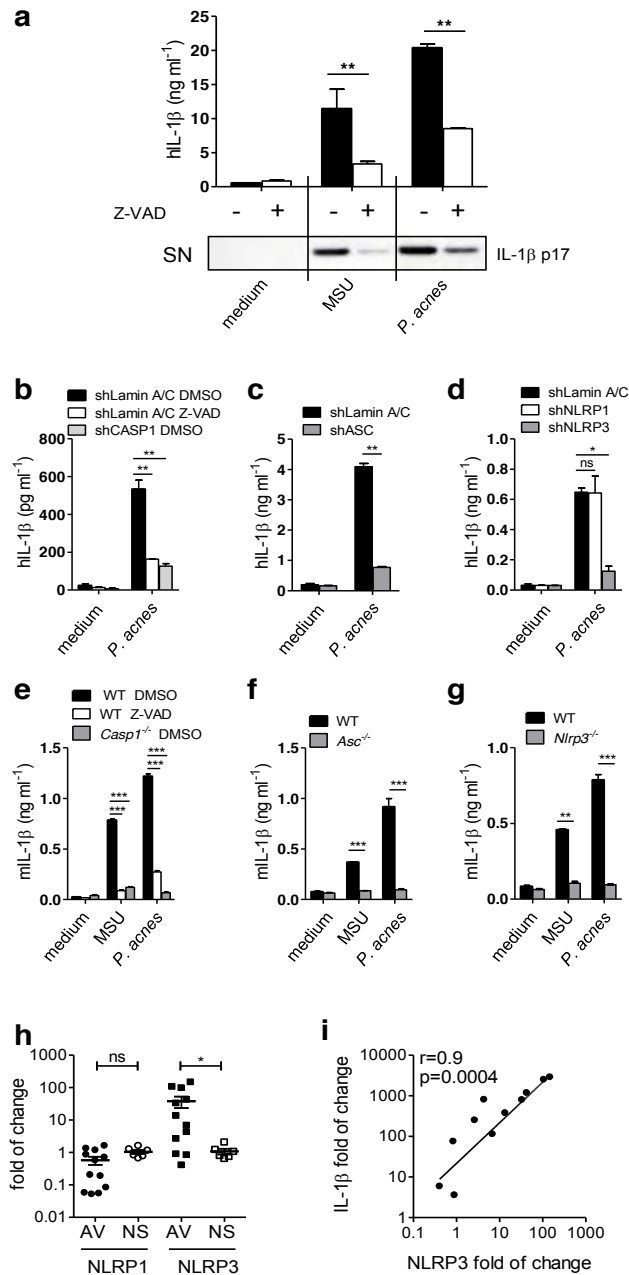 a
hIL-1β (ng ml⁻¹)
25
20
15
10
5
0
**
**
Z-VAD
- + - + - +
SN
IL-1β p17
medium
MSU
P. acnes
b
shLamin A/C DMSO
shLamin A/C Z-VAD
shCASP1 DMSO
hIL-1β (pg ml⁻¹)
800
600
400
200
0
**
**
medium
P. acnes
c
shLamin A/C
shASC
hIL-1β (ng ml⁻¹)
5
4
3
2
1
0
**
medium
P. acnes
d
shLamin A/C
shNLRP1
shNLRP3
hIL-1β (ng ml⁻¹)
1.0
0.8
0.6
0.4
0.2
0.0
*
ns
medium
P. acnes
e
WT DMSO
WT Z-VAD
Casp1⁻/⁻ DMSO
mIL-1β (ng ml⁻¹)
1.5
1.0
0.5
0.0
***
***
***
***
medium
MSU
P. acnes
f
WT
Asc⁻/⁻
mIL-1β (ng ml⁻¹)
1.5
1.0
0.5
0.0
***
***
medium
MSU
P. acnes
g
WT
Nlrp3⁻/⁻
mIL-1β (ng ml⁻¹)
1.0
0.5
0.0
**
***
medium
MSU
P. acnes
h
fold of change
1000
100
10
1
0.1
0.01
ns
*
AV NS AV NS
NLRP1 NLRP3
i
IL-1β fold of change
10000
1000
100
10
1
r=0.9
p=0.0004
0.1 1 10 100 1000
NLRP3 fold of change